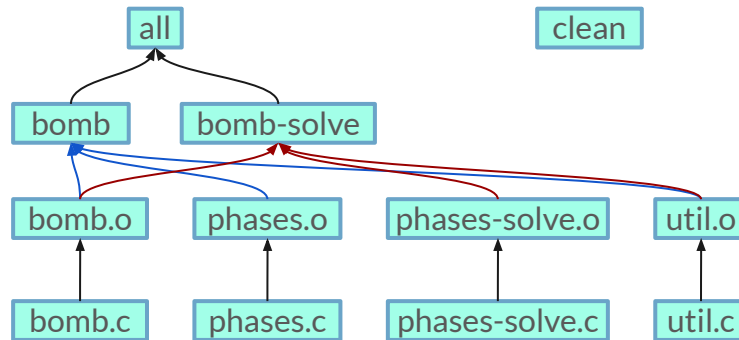 all
clean
bomb
bomb-solve
bomb.o
phases.o
phases-solve.o
util.o
bomb.c
phases.c
phases-solve.c
util.c